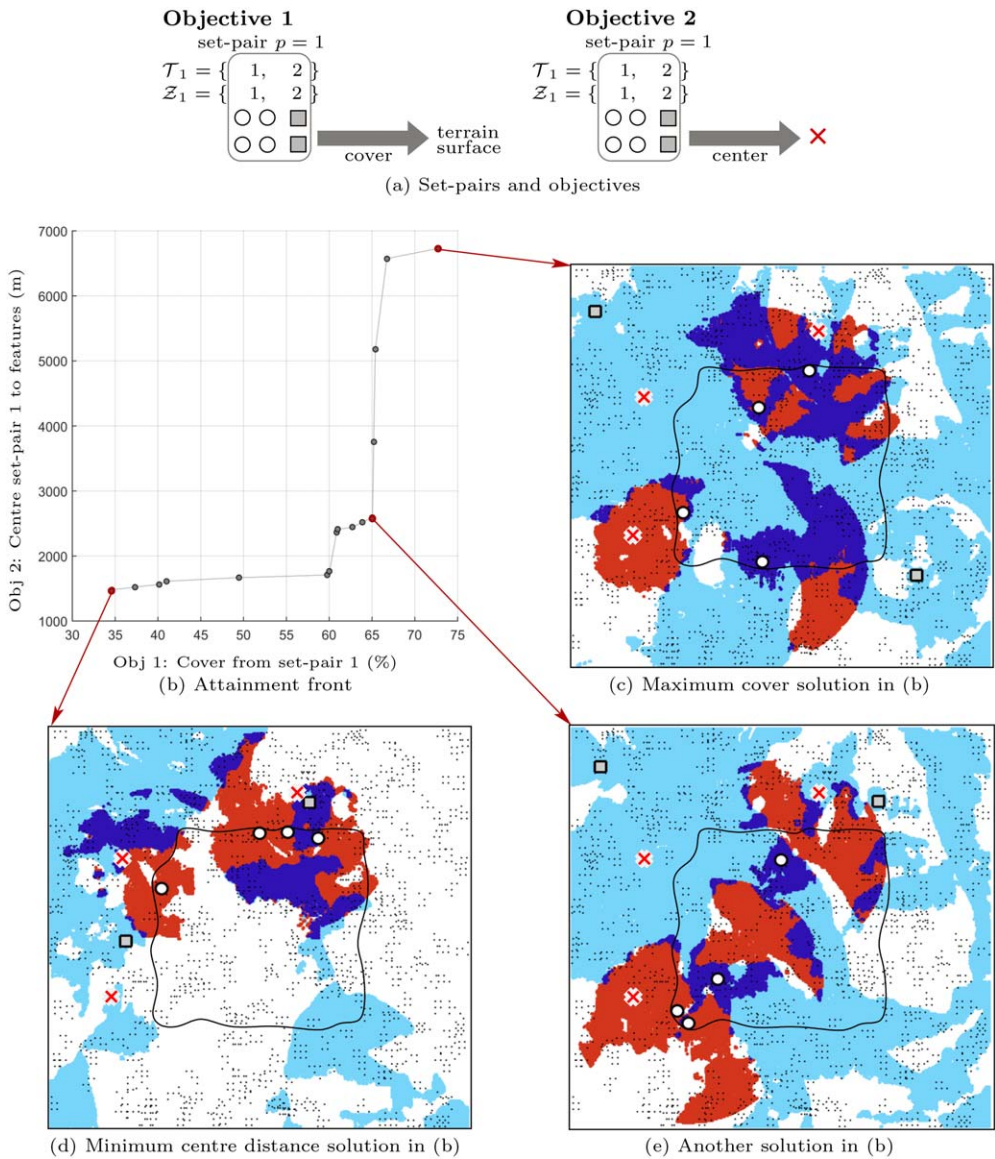 Objective 1
set-pair p = 1
𝒯₁ = { 1, 2 }
𝒵₁ = { 1, 2 }
cover
terrain
surface
Objective 2
set-pair p = 1
𝒯₁ = { 1, 2 }
𝒵₁ = { 1, 2 }
center
(a) Set-pairs and objectives
7000
6000
5000
4000
3000
2000
1000
Obj 2: Centre set-pair 1 to features (m)
30 35 40 45 50 55 60 65 70 75
Obj 1: Cover from set-pair 1 (%)
(b) Attainment front
(c) Maximum cover solution in (b)
(d) Minimum centre distance solution in (b)
(e) Another solution in (b)